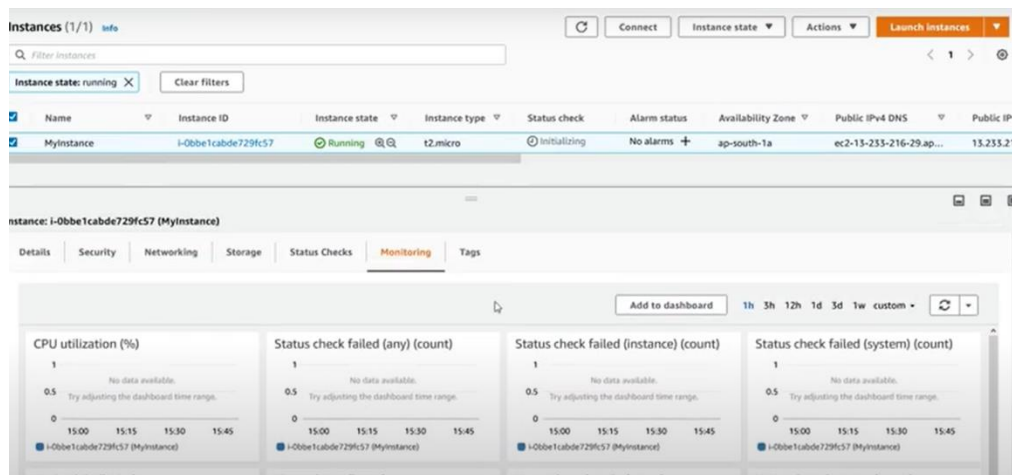 Instances (1/1) Info
Connect
Instance state
Actions
Launch instances
Filter instances
1
Instance state: running
Clear filters
Name
Instance ID
Instance state
Instance type
Status check
Alarm status
Availability Zone
Public IPv4 DNS
Public IP
MyInstance
i-0bbe1cabde729fc57
Running
t2.micro
Initializing
No alarms
ap-south-1a
ec2-13-233-216-29.ap...
13.233.2
nstance: i-0bbe1cabde729fc57 (MyInstance)
Details
Security
Networking
Storage
Status Checks
Monitoring
Tags
Add to dashboard
1h 3h 12h 1d 3d 1w custom
CPU utilization (%)
1
No data available.
0.5
Try adjusting the dashboard time range.
0
15:00 15:15 15:30 15:45
i-0bbe1cabde729fc57 (MyInstance)
Status check failed (any) (count)
1
No data available.
0.5
Try adjusting the dashboard time range.
0
15:00 15:15 15:30 15:45
i-0bbe1cabde729fc57 (MyInstance)
Status check failed (instance) (count)
1
No data available.
0.5
Try adjusting the dashboard time range.
0
15:00 15:15 15:30 15:45
i-0bbe1cabde729fc57 (MyInstance)
Status check failed (system) (count)
1
No data available.
0.5
Try adjusting the dashboard time range.
0
15:00 15:15 15:30 15:45
i-0bbe1cabde729fc57 (MyInstance)